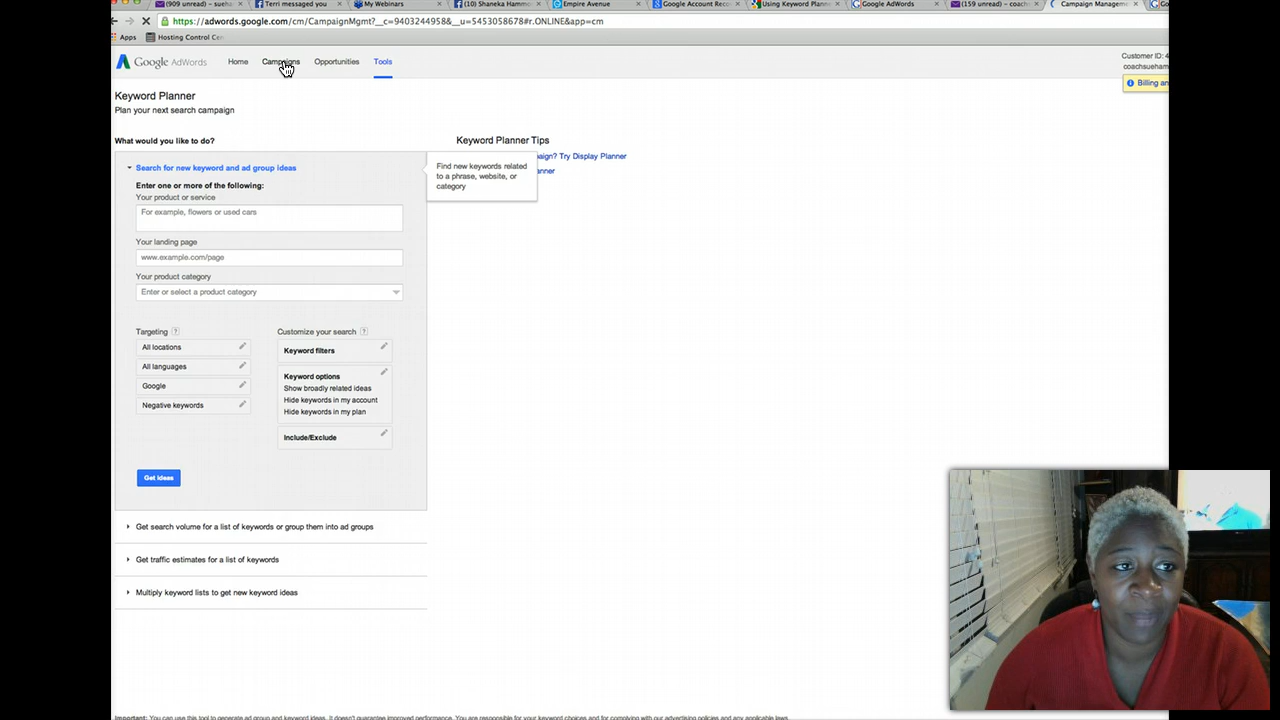 (909 unread) - sueha
Terri messaged you
My Webinars
(10) Shaneka Hammo
Empire Avenue
Google Account Reco
Using Keyword Plann
Google AdWords
(159 unread) - coach
Campaign Managemen
https://adwords.google.com/cm/CampaignMgmt?__c=9403244958&__u=5453058678#r.ONLINE&app=cm
Apps
Hosting Control Ce
Google AdWords
Home
Campaigns
Opportunities
Tools
Customer ID: 4
coachsueham
Billing an
Keyword Planner
Plan your next search campaign
What would you like to do?
Keyword Planner Tips
Search for new keyword and ad group ideas
aign? Try Display Planner
anner
Find new keywords related
to a phrase, website, or
category
Enter one or more of the following:
Your product or service
For example, flowers or used cars
Your landing page
www.example.com/page
Your product category
Enter or select a product category
Targeting ?
All locations
All languages
Google
Negative keywords
Customize your search ?
Keyword filters
Keyword options
Show broadly related ideas
Hide keywords in my account
Hide keywords in my plan
Include/Exclude
Get ideas
Get search volume for a list of keywords or group them into ad groups
Get traffic estimates for a list of keywords
Multiply keyword lists to get new keyword ideas
Important: You can use this tool to generate ad group and keyword ideas. It doesn't guarantee improved performance. You are responsible for your keyword choices and for complying with our advertising policies and any applicable laws.